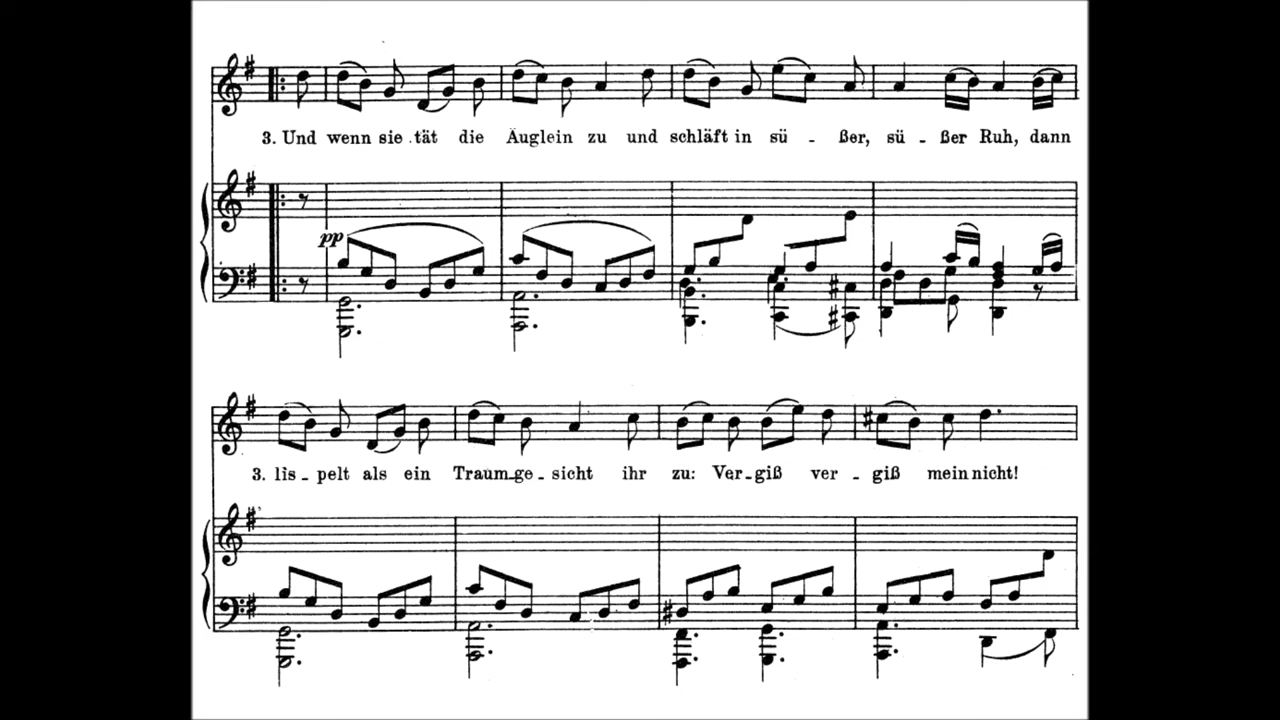 3. Und wenn sie tät die Äuglein zu und schläft in sü - ßer, sü - ßer Ruh, dann
pp
3. lis - pelt als ein Traum - ge - sicht ihr zu: Ver - giß ver - giß mein nicht!